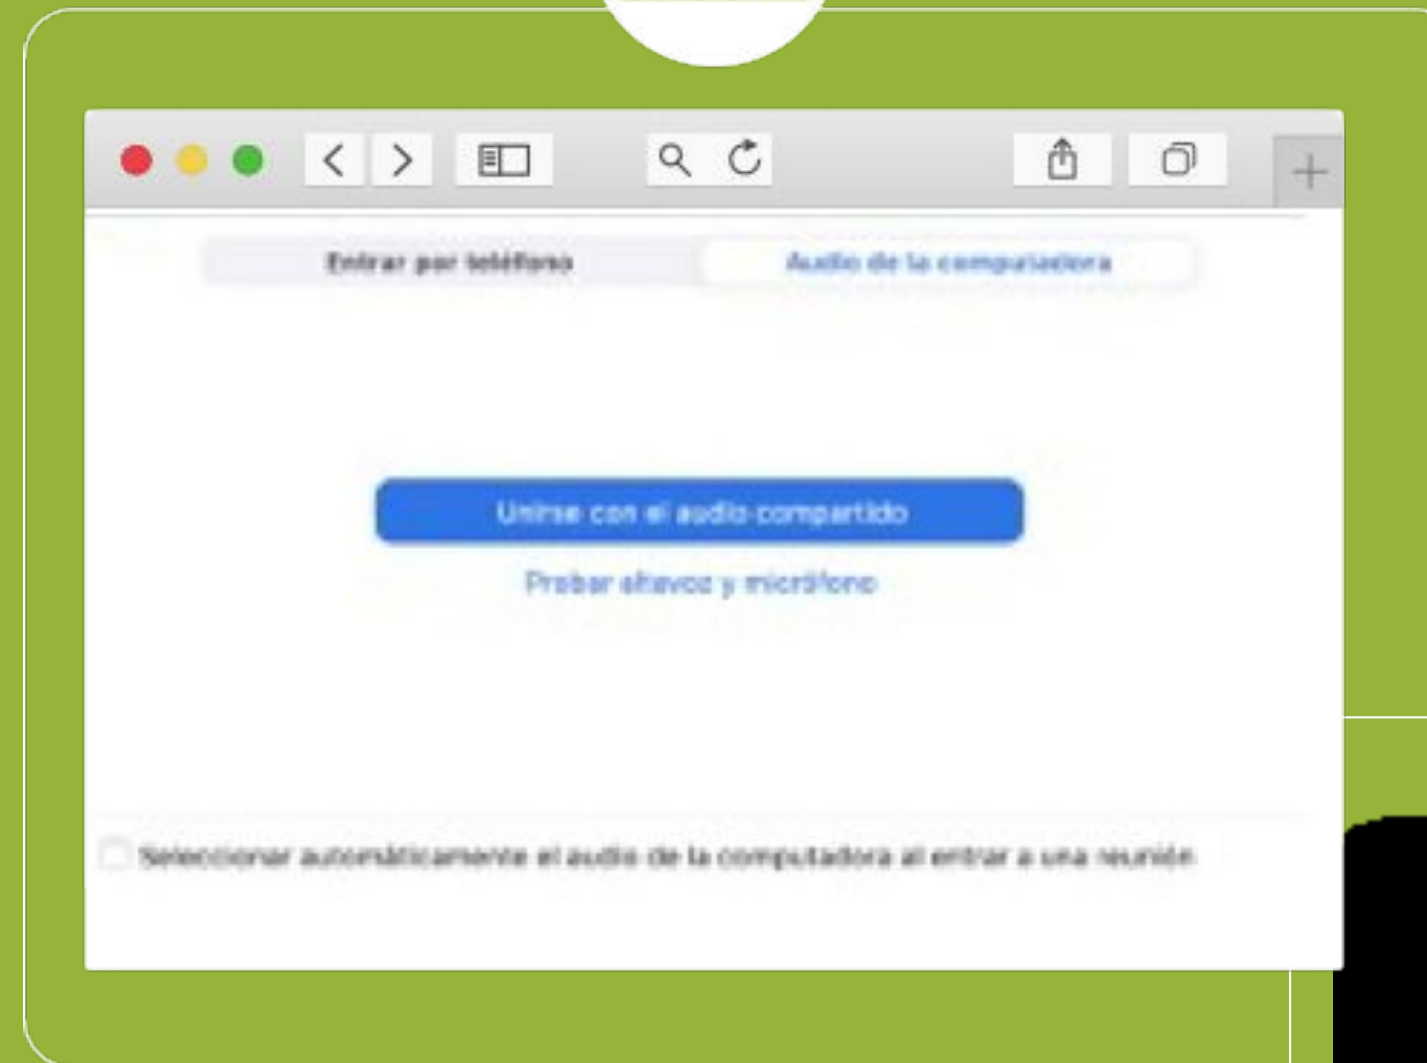 Entrar por teléfono
Audio de la computadora
Unirse con el audio compartido
Probar altavoz y micrófono
Seleccionar automáticamente el audio de la computadora al entrar a una reunión